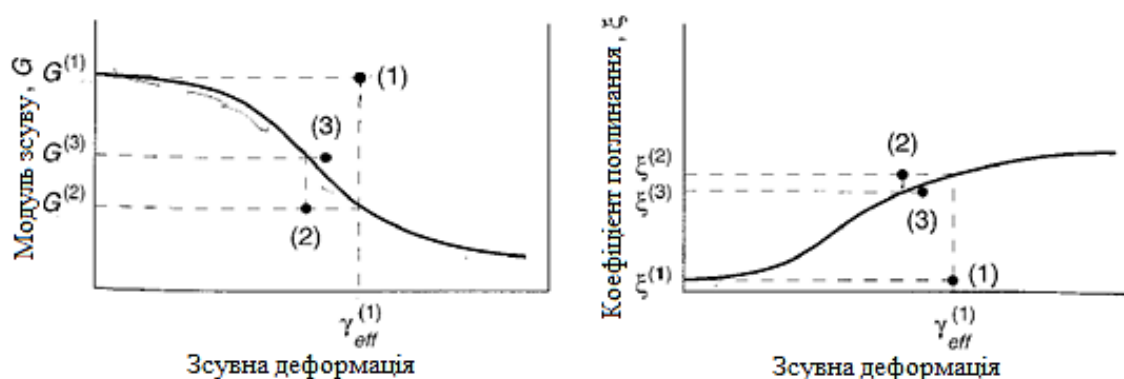 Модуль зсуву, G
G⁽¹⁾
G⁽³⁾
G⁽²⁾
(1)
(3)
(2)
γ⁽¹⁾eff
Зсувна деформація
Коефіцієнт поглинання, ξ
ξ⁽²⁾
ξ⁽³⁾
ξ⁽¹⁾
(2)
(3)
(1)
γ⁽¹⁾eff
Зсувна деформація